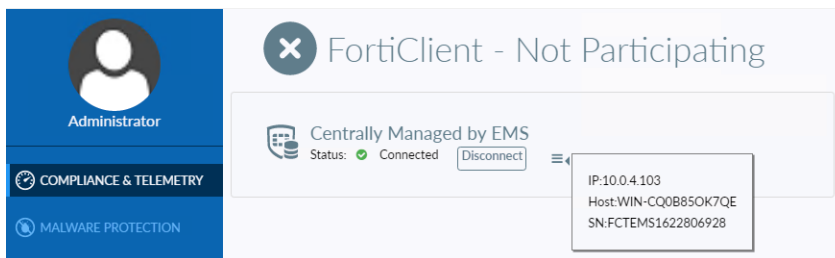 FortiClient - Not Participating
Administrator
Centrally Managed by EMS
Status: Connected Disconnect
COMPLIANCE & TELEMETRY
MALWARE PROTECTION
IP:10.0.4.103
Host:WIN-CQ0B85OK7QE
SN:FCTEMS1622806928